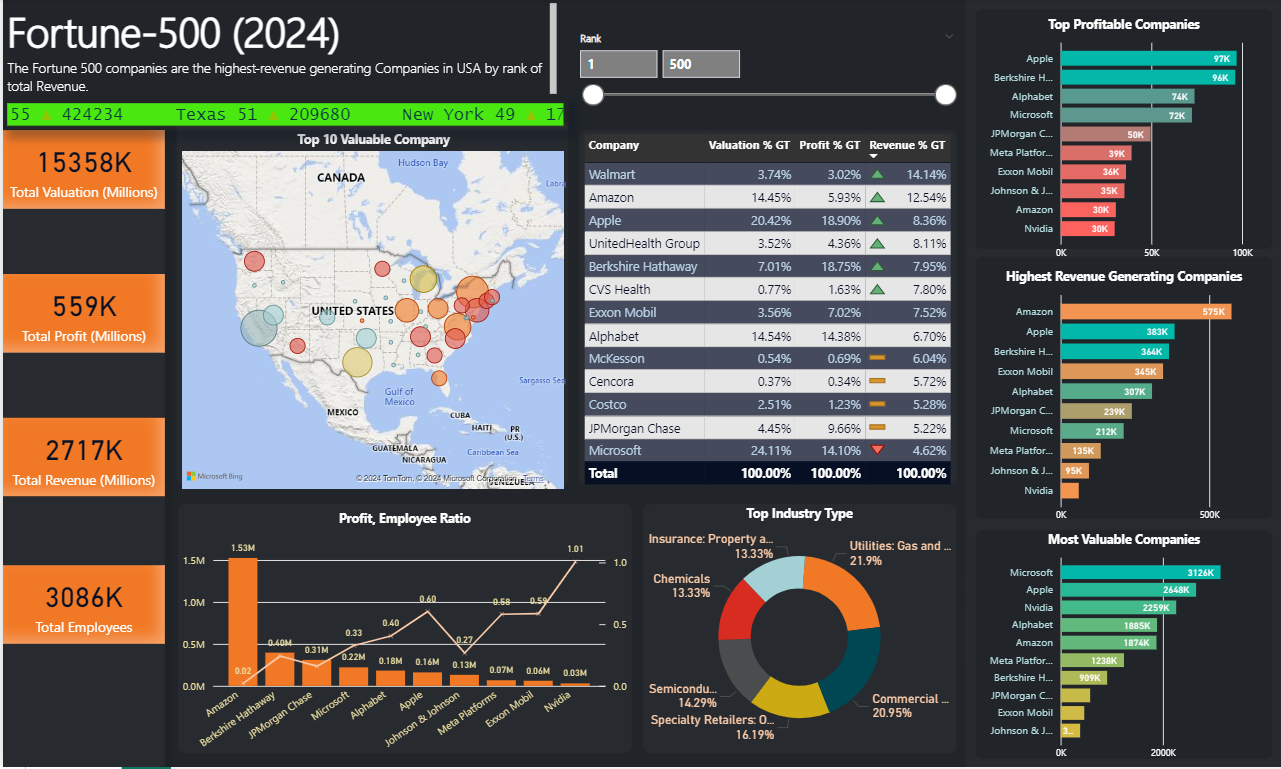 Fortune-500 (2024)
The Fortune 500 companies are the highest-revenue generating Companies in USA by rank of
total Revenue.
55 424234 Texas 51 209680 New York 49 17
Rank
1 500
15358K
Total Valuation (Millions)
559K
Total Profit (Millions)
2717K
Total Revenue (Millions)
3086K
Total Employees
Top 10 Valuable Company
Hudson Bay
CANADA
Labra
UNITED STATES
Sargasso Sea
Gulf of
Mexico
MEXICO
CUBA
HAITI
PR
(U.S.)
GUATEMALA
Caribbean Sea
NICARAGUA
Microsoft Bing
© 2024 TomTom, © 2024 Microsoft Corporation Terms
VENEZUELA
Company Valuation % GT Profit % GT Revenue % GT
Walmart 3.74% 3.02% 14.14%
Amazon 14.45% 5.93% 12.54%
Apple 20.42% 18.90% 8.36%
UnitedHealth Group 3.52% 4.36% 8.11%
Berkshire Hathaway 7.01% 18.75% 7.95%
CVS Health 0.77% 1.63% 7.80%
Exxon Mobil 3.56% 7.02% 7.52%
Alphabet 14.54% 14.38% 6.70%
McKesson 0.54% 0.69% 6.04%
Cencora 0.37% 0.34% 5.72%
Costco 2.51% 1.23% 5.28%
JPMorgan Chase 4.45% 9.66% 5.22%
Microsoft 24.11% 14.10% 4.62%
Total 100.00% 100.00% 100.00%
Profit, Employee Ratio
1.5M
1.0M
0.5M
0.0M
1.53M
0.40M
0.31M
0.22M
0.18M
0.16M
0.13M
0.07M
0.06M
0.03M
0.02
0.33
0.40
0.60
0.27
0.58
0.59
1.01
1.0
0.5
0.0
Amazon
Berkshire Hathaway
JPMorgan Chase
Microsoft
Alphabet
Apple
Johnson & Johnson
Meta Platforms
Exxon Mobil
Nvidia
Top Industry Type
Insurance: Property a...
13.33%
Utilities: Gas and ...
21.9%
Chemicals
13.33%
Semicondu...
14.29%
Commercial ...
20.95%
Specialty Retailers: O...
16.19%
Top Profitable Companies
Apple 97K
Berkshire H... 96K
Alphabet 74K
Microsoft 72K
JPMorgan C... 50K
Meta Platfor... 39K
Exxon Mobil 36K
Johnson & J... 35K
Amazon 30K
Nvidia 30K
0K 50K 100K
Highest Revenue Generating Companies
Amazon 575K
Apple 383K
Berkshire H... 364K
Exxon Mobil 345K
Alphabet 307K
JPMorgan C... 239K
Microsoft 212K
Meta Platfor... 135K
Johnson & J... 95K
Nvidia
0K 500K
Most Valuable Companies
Microsoft 3126K
Apple 2648K
Nvidia 2259K
Alphabet 1885K
Amazon 1874K
Meta Platfor... 1238K
Berkshire H... 909K
JPMorgan C...
Exxon Mobil
Johnson & J... 3...
0K 2000K